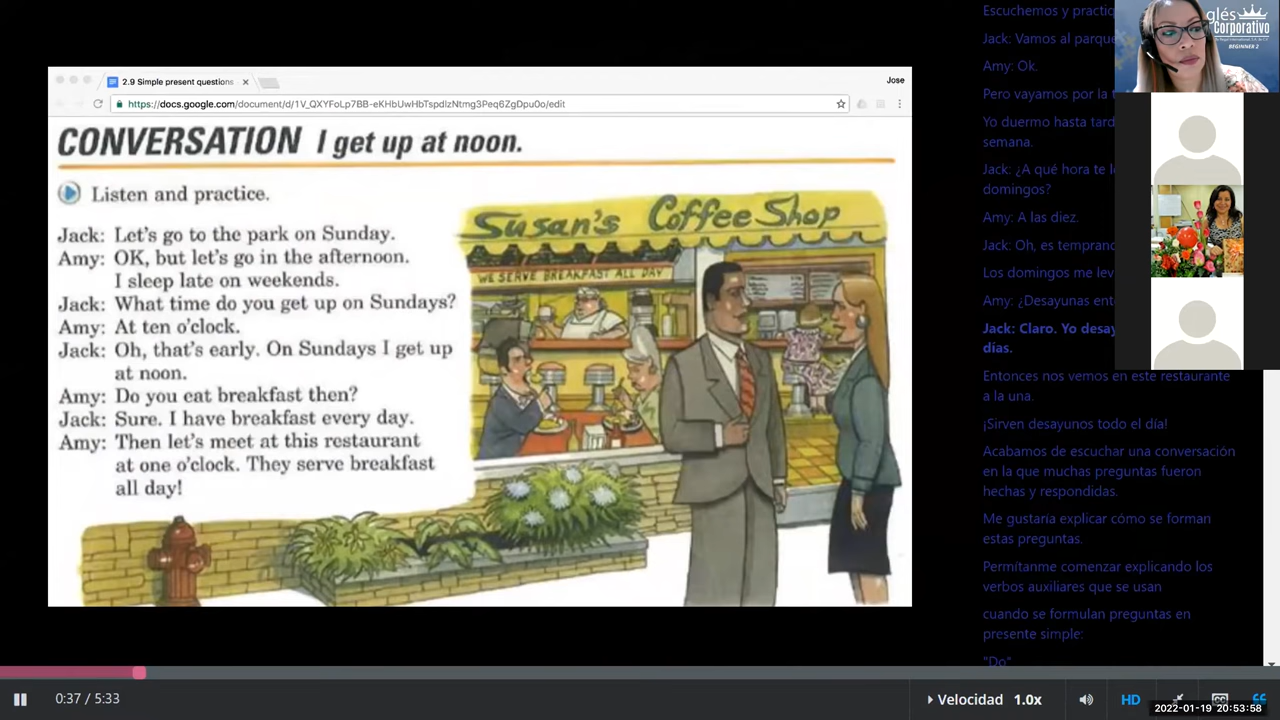 2.9 Simple present questions
Jose
https://docs.google.com/document/d/1V_QXYFoLp7BB-eKHbUwHbTspdIzNtmg3Peq6ZgDpu0o/edit
CONVERSATION I get up at noon.
Listen and practice.
Jack: Let's go to the park on Sunday.
Amy: OK, but let's go in the afternoon.
I sleep late on weekends.
Jack: What time do you get up on Sundays?
Amy: At ten o'clock.
Jack: Oh, that's early. On Sundays I get up
at noon.
Amy: Do you eat breakfast then?
Jack: Sure. I have breakfast every day.
Amy: Then let's meet at this restaurant
at one o'clock. They serve breakfast
all day!
Susan's Coffee Shop
WE SERVE BREAKFAST ALL DAY
Escuchemos y practiq
Jack: Vamos al parque
Amy: Ok.
Pero vayamos por la t
Yo duermo hasta tard
semana.
Jack: ¿A qué hora te l
domingos?
Amy: A las diez.
Jack: Oh, es temprano
Los domingos me lev
Amy: ¿Desayunas ent
Jack: Claro. Yo desay
días.
Entonces nos vemos en este restaurante
a la una.
¡Sirven desayunos todo el día!
Acabamos de escuchar una conversación
en la que muchas preguntas fueron
hechas y respondidas.
Me gustaría explicar cómo se forman
estas preguntas.
Permítanme comenzar explicando los
verbos auxiliares que se usan
cuando se formulan preguntas en
presente simple:
"Do"
glés
Corporativo
BEGINNER 2
0:37 / 5:33
Velocidad 1.0x
HD
2022-01-19 20:53:58